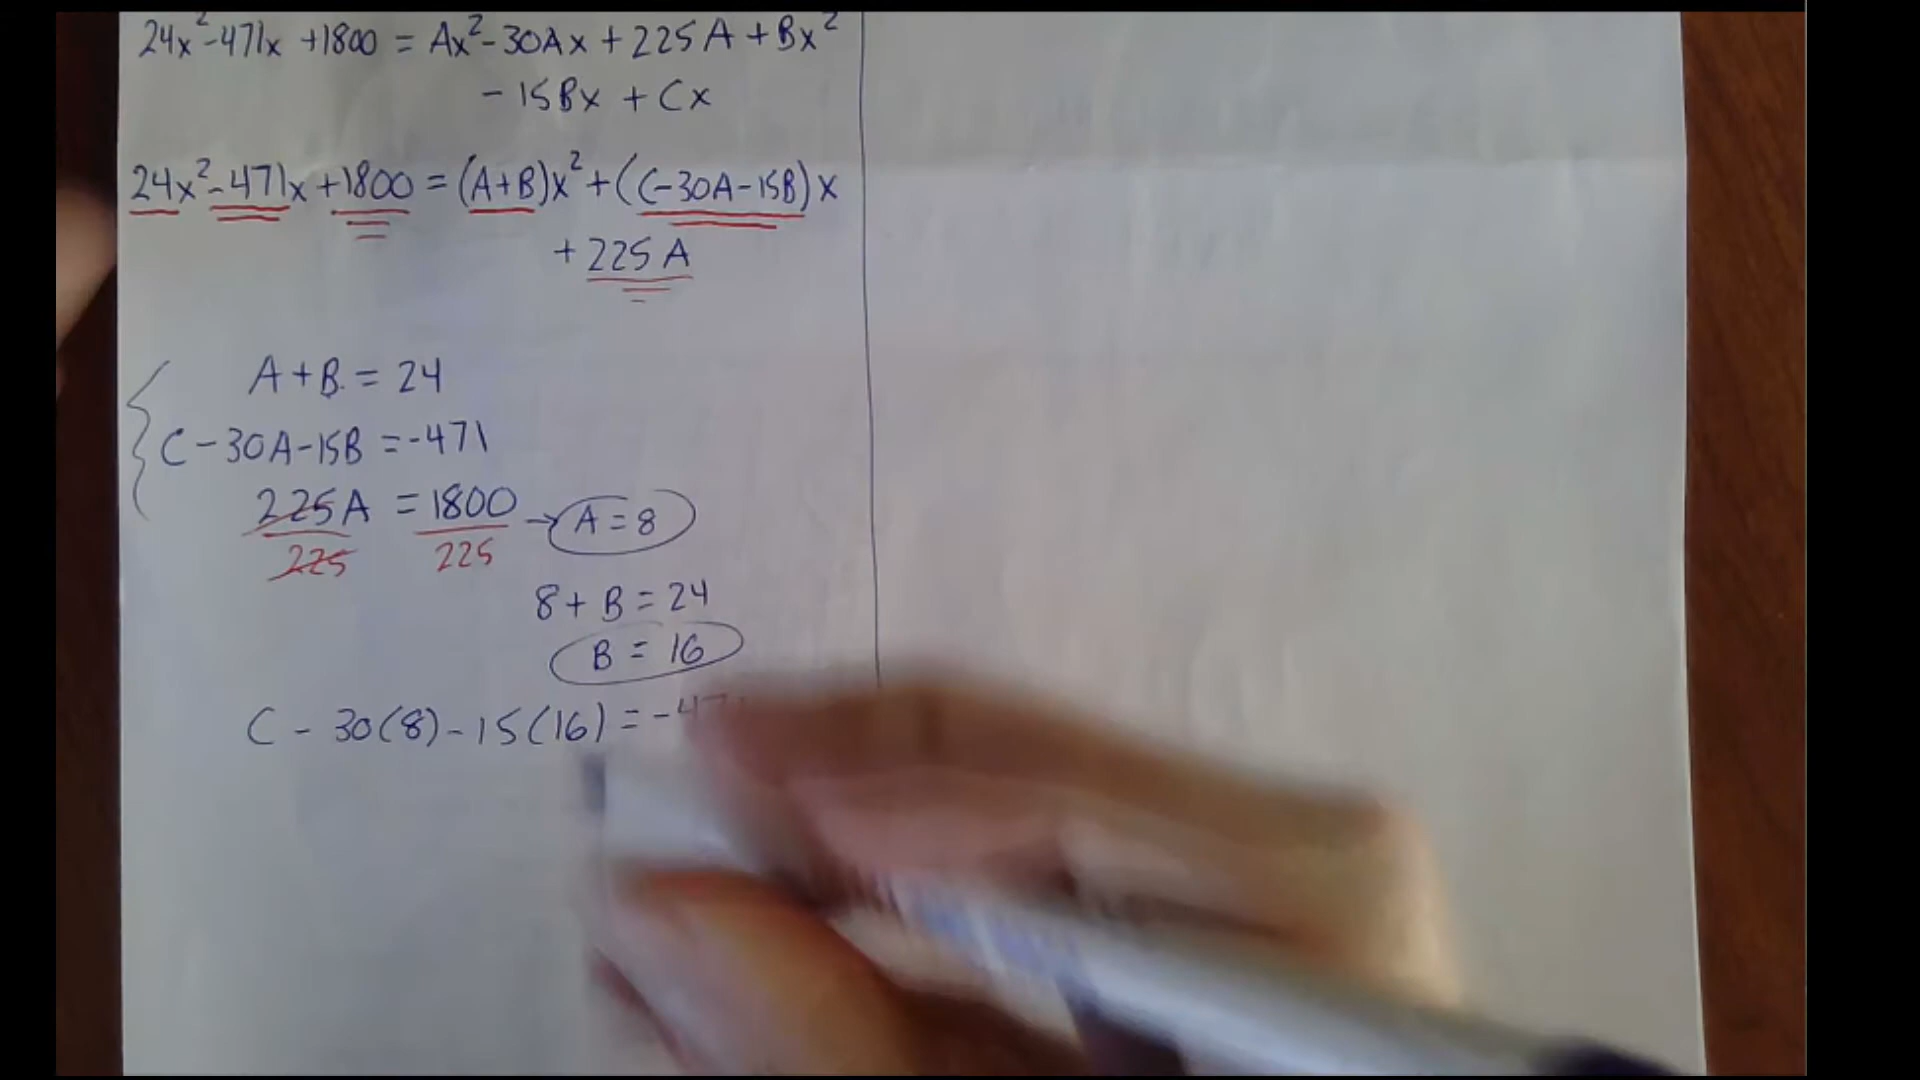 24x²-471x +1800 = Ax²-30Ax + 225A + Bx²
- 15Bx + Cx
24x²-471x +1800 = (A+B)x² + (C-30A-15B)x
+ 225A
A+B = 24
C - 30A-15B = -471
225A = 1800 → A = 8
225 225
8 + B = 24
B = 16
C - 30(8) - 15(16) = -47